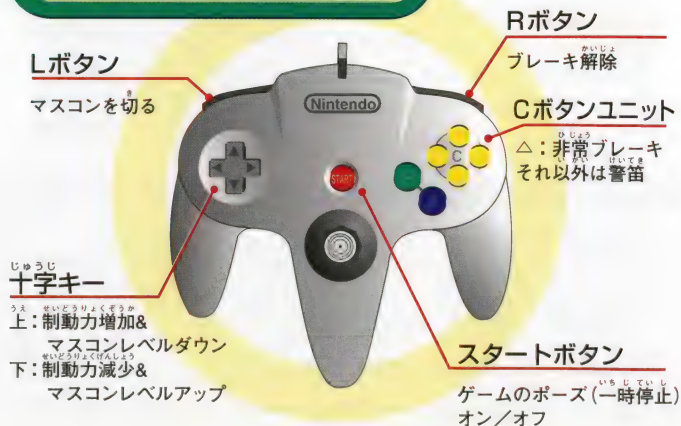 Lボタン
マスコンを切る
Rボタン
ブレーキ解除
Nintendo
Cボタンユニット
△：非常ブレーキ
それ以外は警笛
C
START
十字キー
上：制動力増加&
マスコンレベルダウン
下：制動力減少&
マスコンレベルアップ
スタートボタン
ゲームのポーズ(一時停止)
オン／オフ